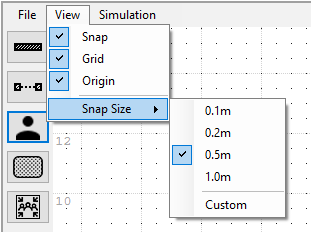 File View Simulation
Snap
Grid
Origin
Snap Size
0.1m
0.2m
0.5m
1.0m
Custom
12
10